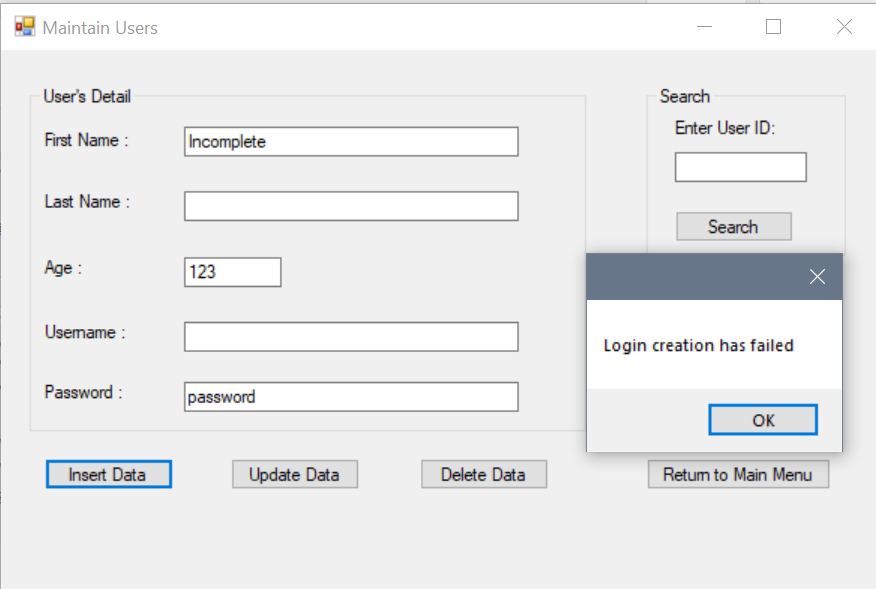 Maintain Users
User's Detail
First Name :
Incomplete
Last Name :
Age :
123
Username :
Password :
password
Search
Enter User ID:
Search
Login creation has failed
OK
Insert Data
Update Data
Delete Data
Return to Main Menu